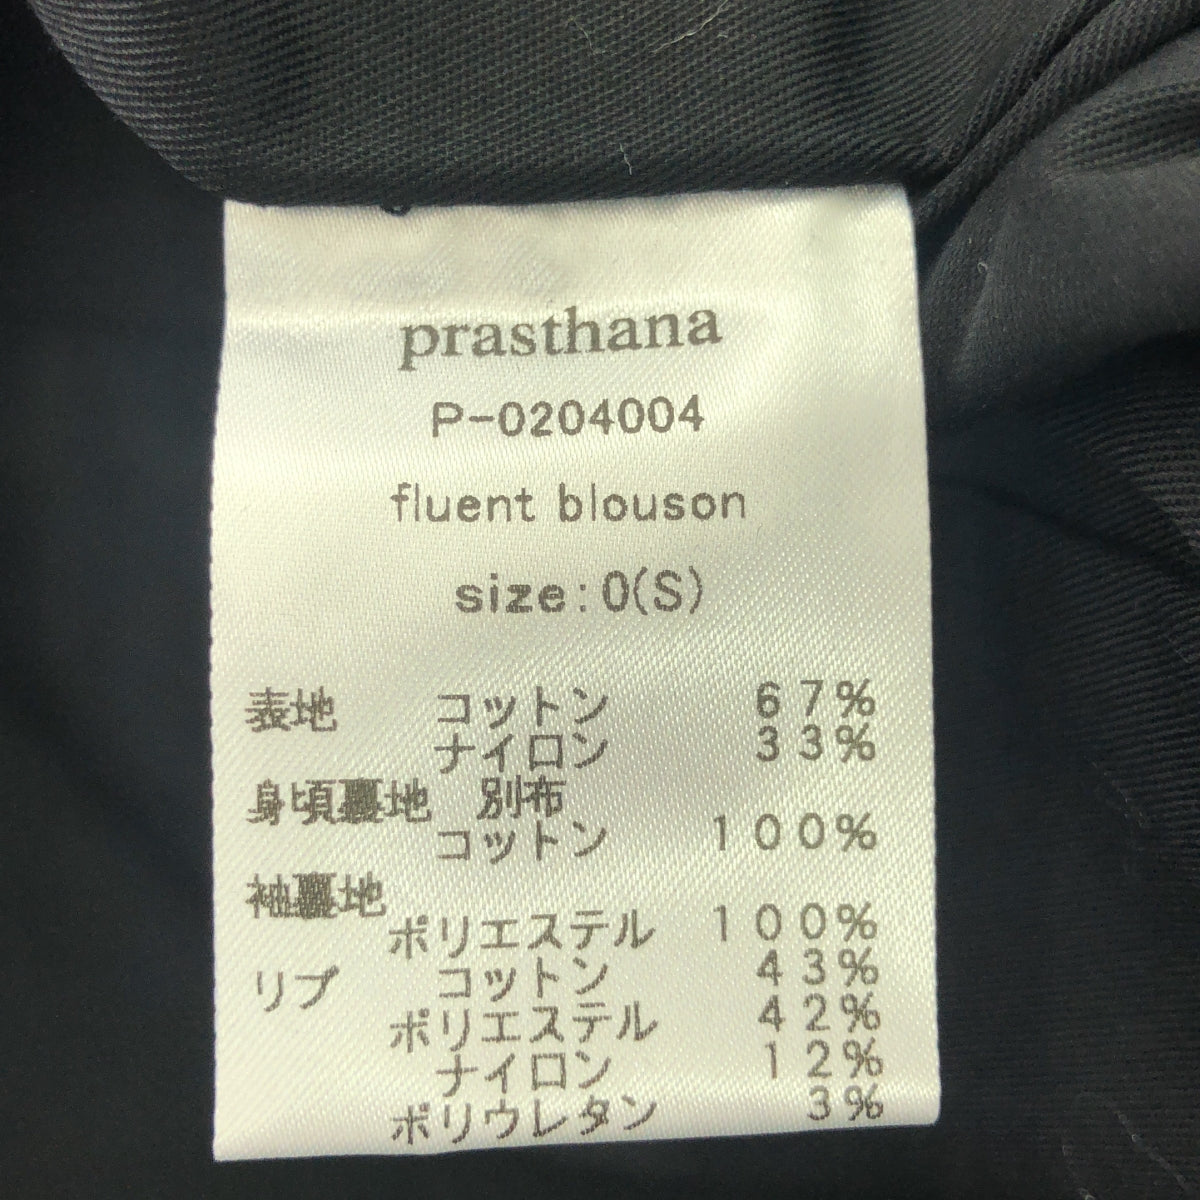 prasthana
P-0204004
fluent blouson
size:0(S)
表地 コットン 67%
ナイロン 33%
身頃裏地 別布
コットン 100%
袖裏地
ポリエステル 100%
リブ コットン 43%
ポリエステル 42%
ナイロン 12%
ポリウレタン 3%